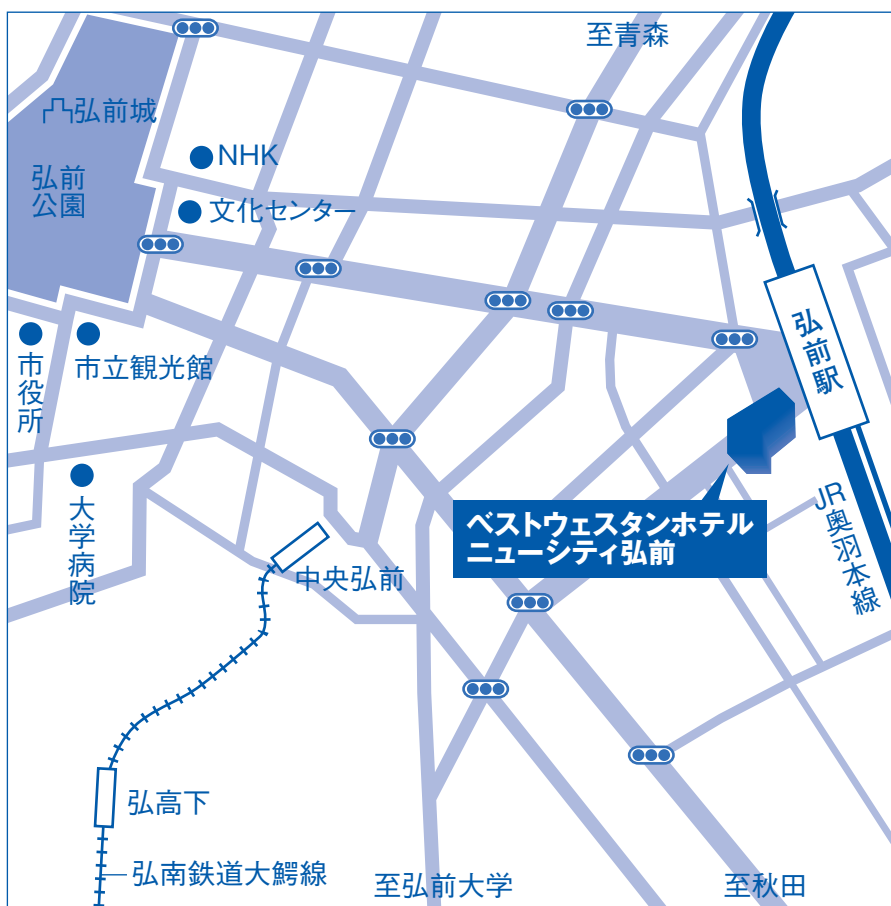 至青森
弘前城
NHK
弘前
公園
文化センター
弘前駅
市役所
市立観光館
大学病院
ベストウェスタンホテル
ニューシティ弘前
JR奥羽本線
中央弘前
弘高下
弘南鉄道大鰐線
至弘前大学
至秋田